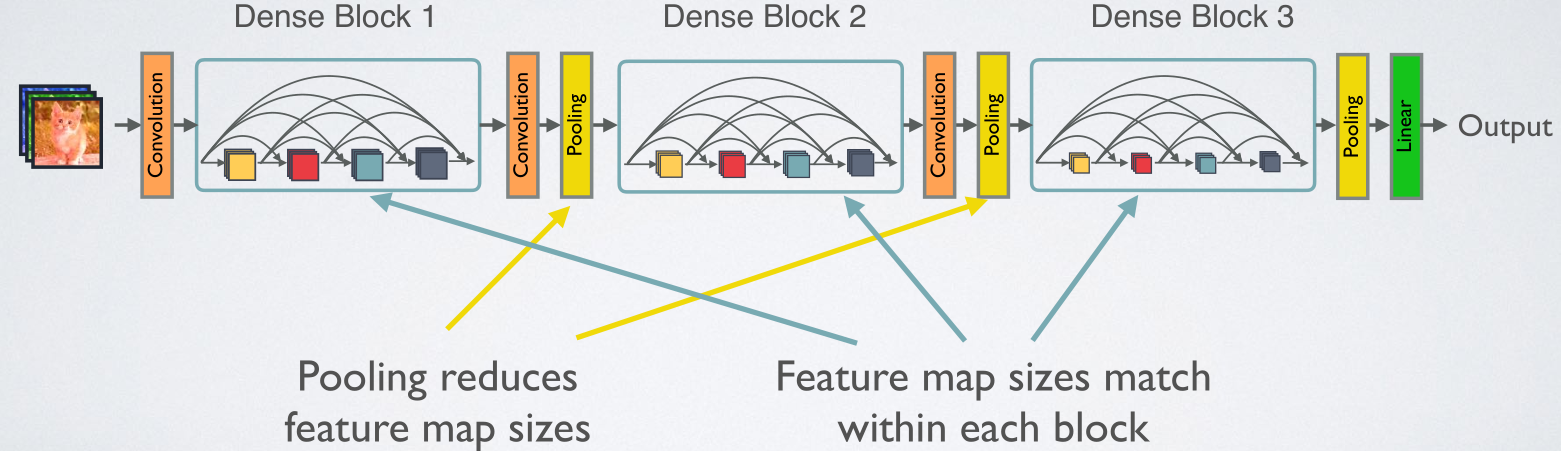 Dense Block 1
Dense Block 2
Dense Block 3
Convolution
Convolution
Pooling
Convolution
Pooling
Pooling
Linear
Output
Pooling reduces
feature map sizes
Feature map sizes match
within each block